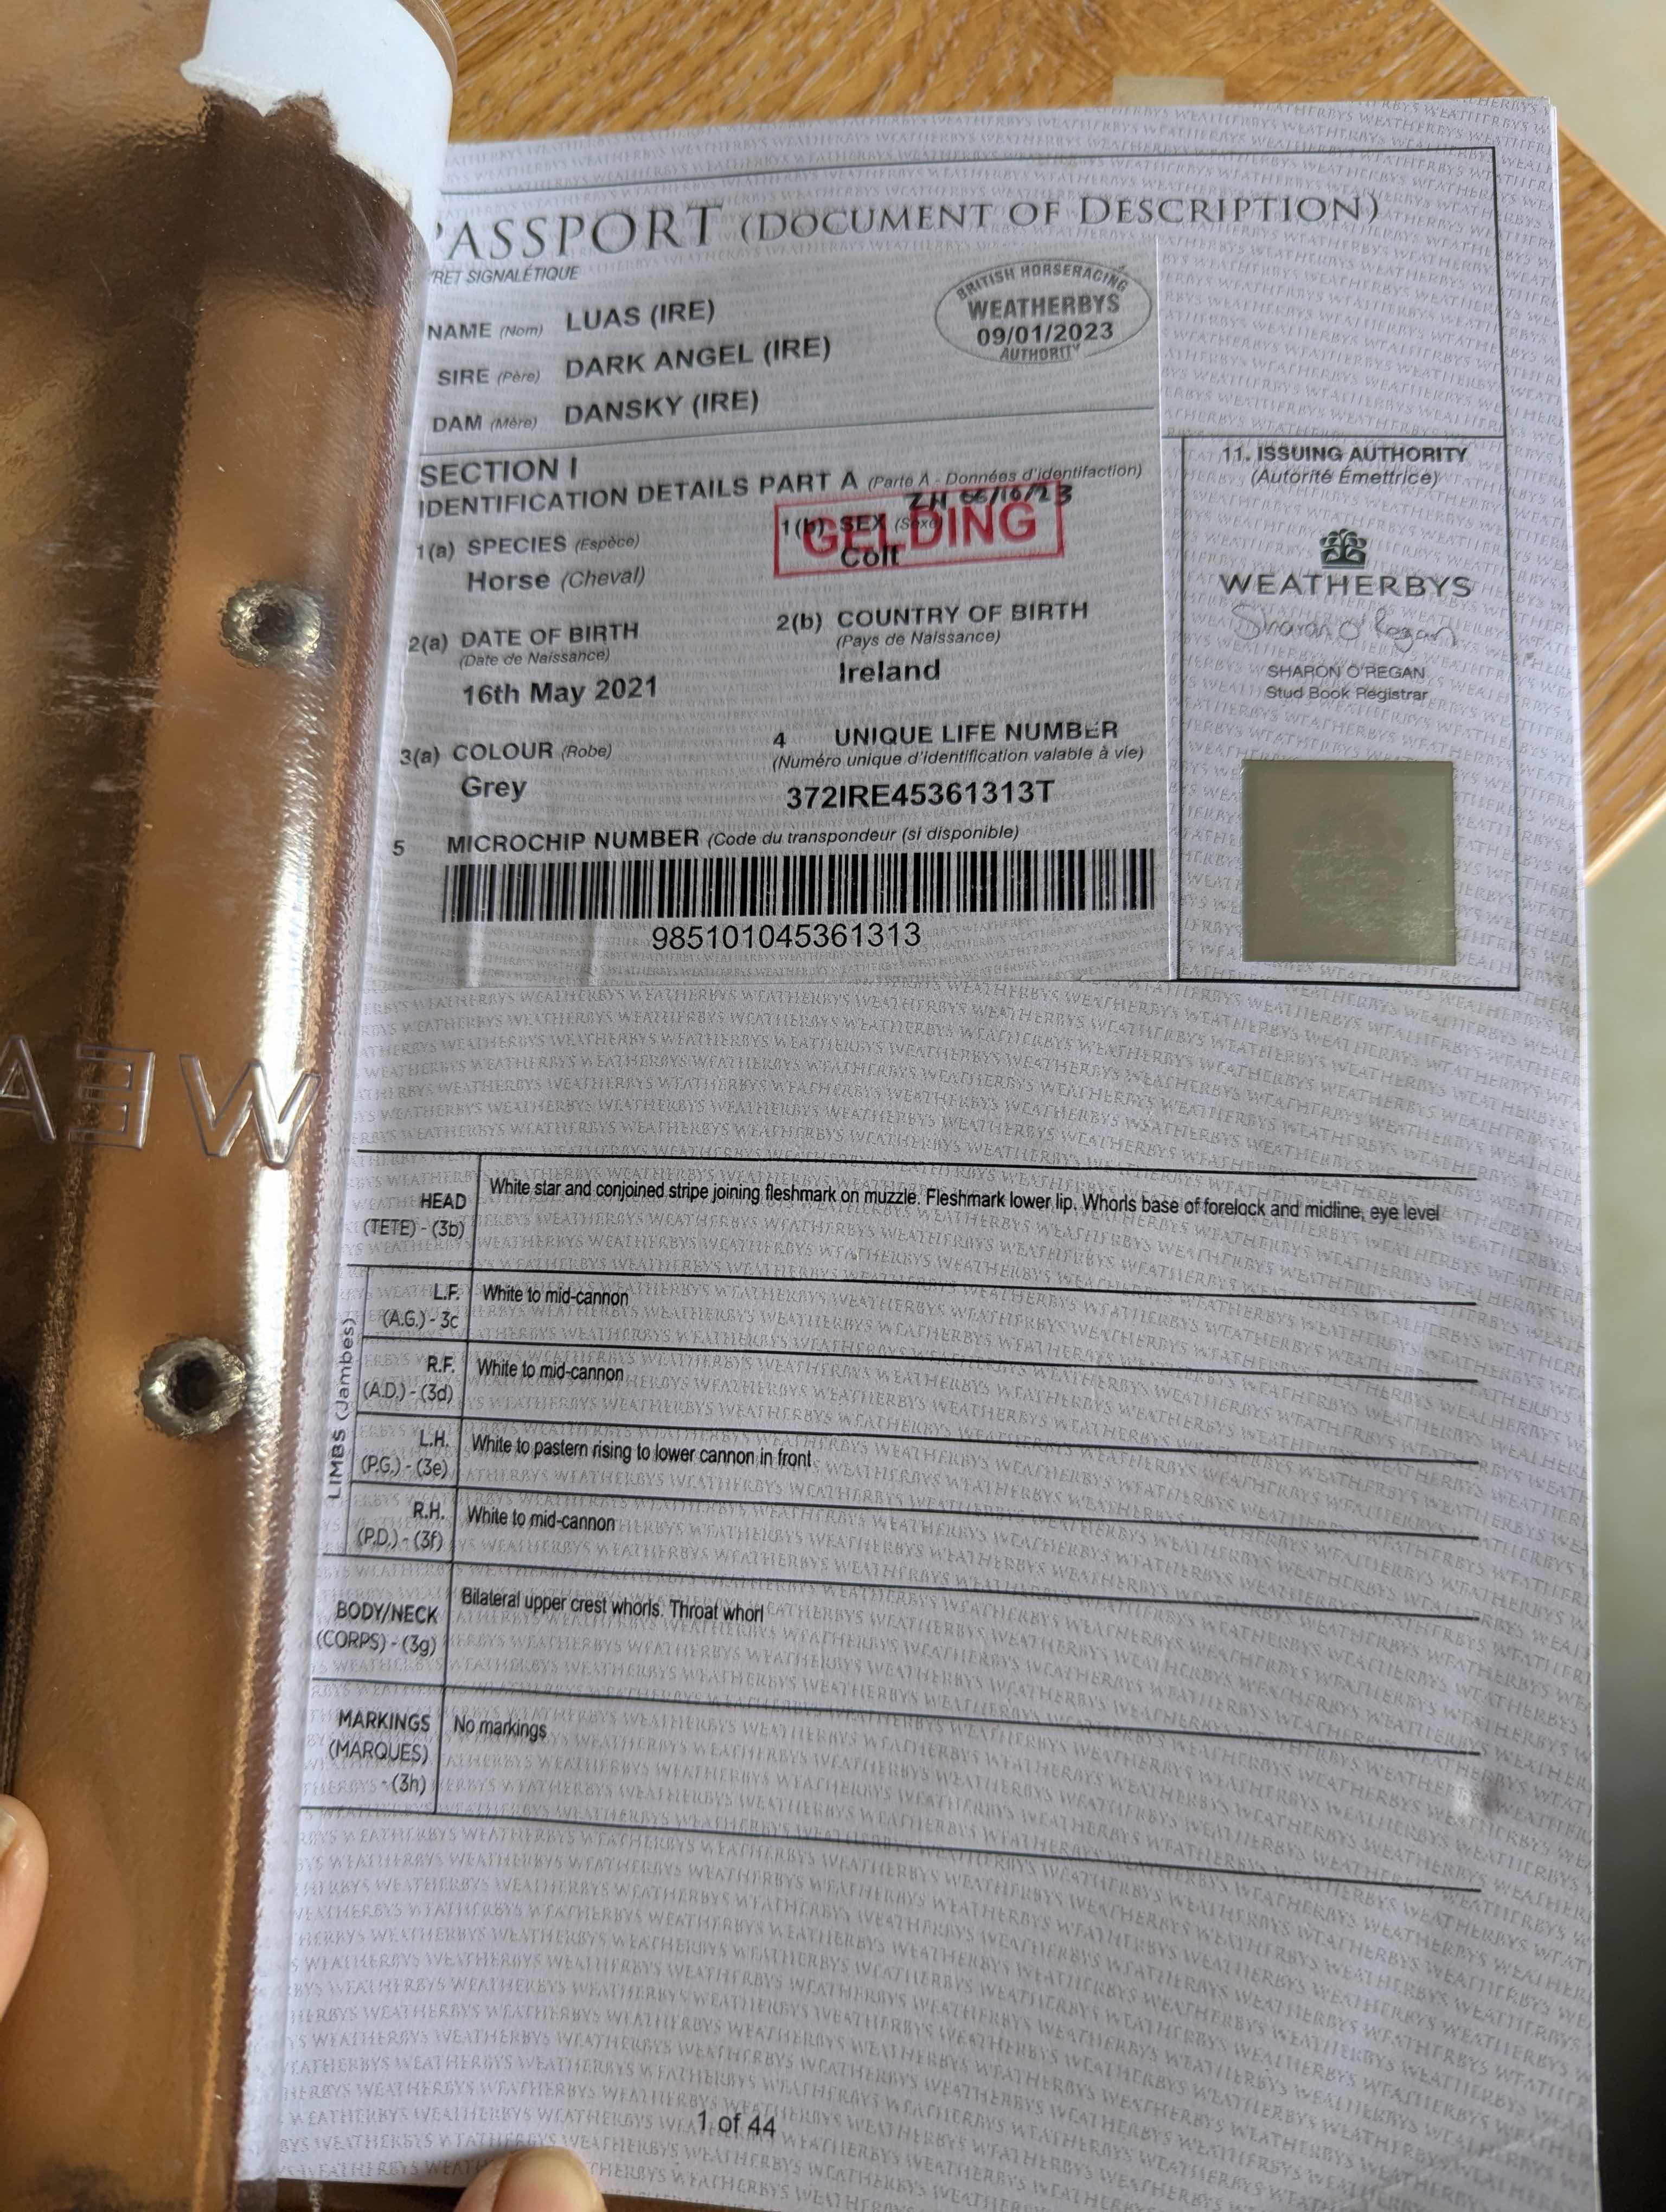 PASSPORT (DOCUMENT OF DESCRIPTION)
RET SIGNALÉTIQUE
NAME (Nom) LUAS (IRE)
SIRE (Père) DARK ANGEL (IRE)
DAM (Mère) DANSKY (IRE)
BRITISH HORSERACING
WEATHERBYS
09/01/2023
AUTHORITY
SECTION I
IDENTIFICATION DETAILS PART A (Parte A - Données d'identifaction)
1(a) SPECIES (Espèce)
Horse (Cheval)
1(b) SEX (Sexe)
Colt
GELDING
2(a) DATE OF BIRTH
(Date de Naissance)
16th May 2021
2(b) COUNTRY OF BIRTH
(Pays de Naissance)
Ireland
3(a) COLOUR (Robe)
Grey
4 UNIQUE LIFE NUMBER
(Numéro unique d'identification valable à vie)
372IRE45361313T
5 MICROCHIP NUMBER (Code du transpondeur (si disponible)
985101045361313
11. ISSUING AUTHORITY
(Autorité Émettrice)
WEATHERBYS
Sharon O'Regan
SHARON O'REGAN
Stud Book Registrar
WEA
HEAD
(TETE) - (3b)
White star and conjoined stripe joining fleshmark on muzzle. Fleshmark lower lip. Whorls base of forelock and midline, eye level
LIMBS (Jambes)
L.F.
(A.G.) - 3c
White to mid-cannon
R.F.
(A.D.) - (3d)
White to mid-cannon
L.H.
(P.G.) - (3e)
White to pastern rising to lower cannon in front
R.H.
(P.D.) - (3f)
White to mid-cannon
BODY/NECK
(CORPS) - (3g)
Bilateral upper crest whorls. Throat whorl
MARKINGS
(MARQUES)
- (3h)
No markings
1 of 44